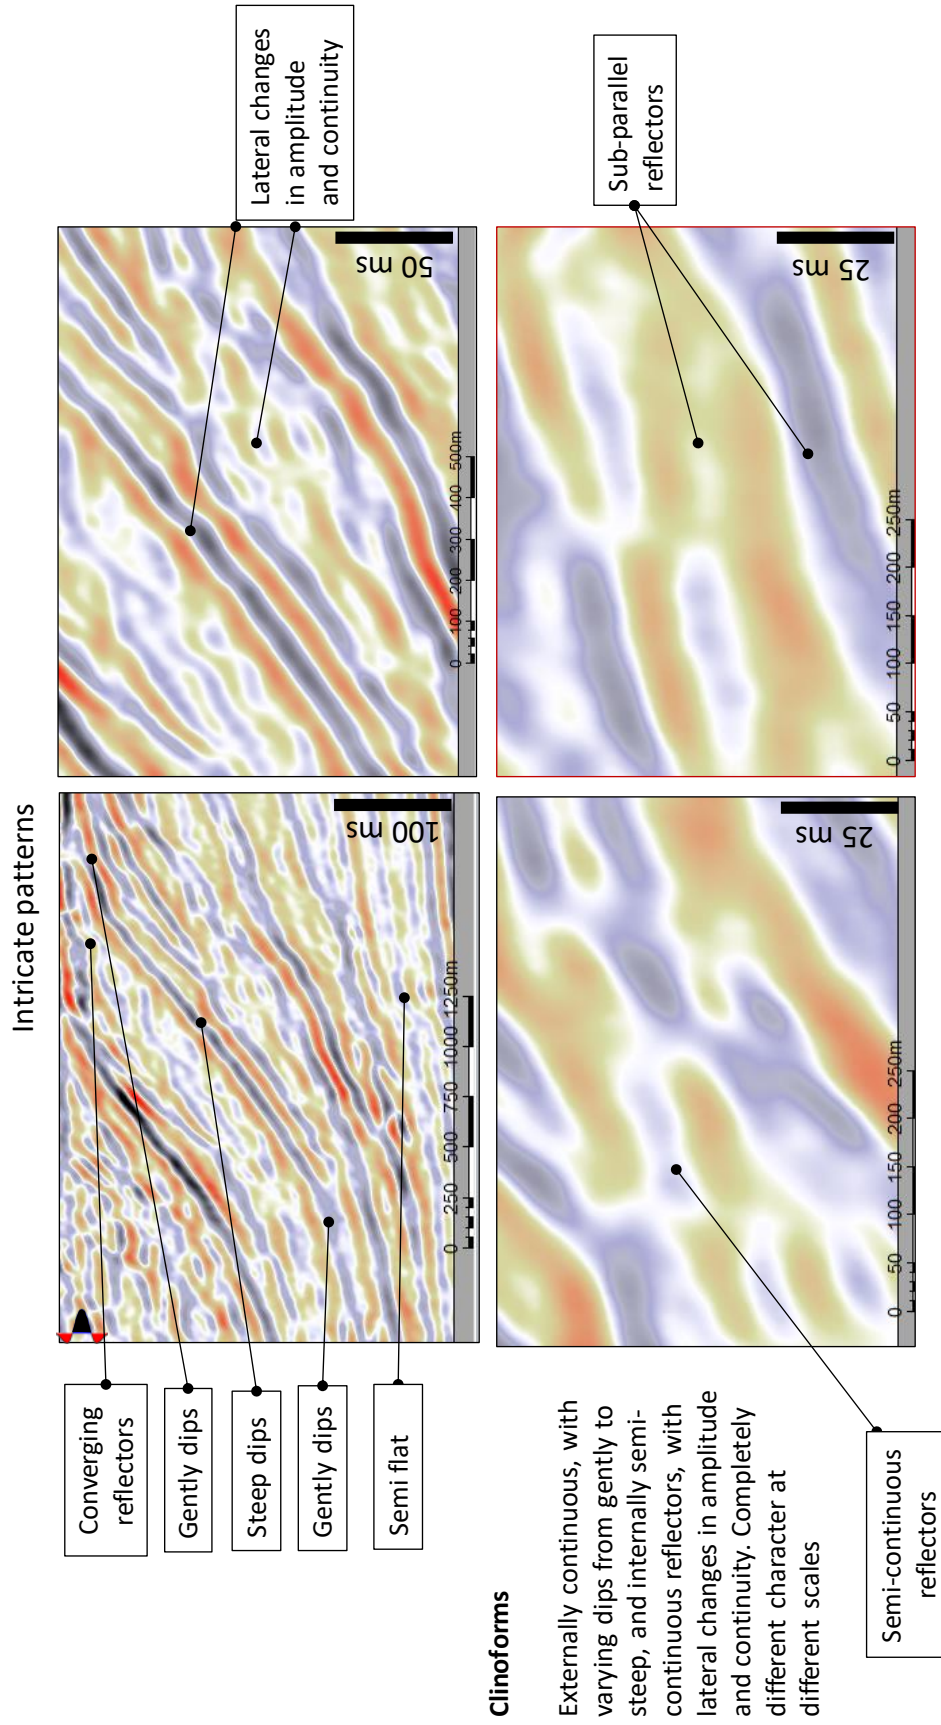 Intricate patterns
Converging
reflectors
Gently dips
Steep dips
Gently dips
Semi flat
100 ms
0 250 500 750 1000 1250m
50 ms
0 100 200 300 400 500m
Lateral changes
in amplitude
and continuity
Clinoforms
Externally continuous, with
varying dips from gently to
steep, and internally semi-
continuous reflectors, with
lateral changes in amplitude
and continuity. Completely
different character at
different scales
Semi-continuous
reflectors
25 ms
0 50 100 150 200 250m
25 ms
0 50 100 150 200 250m
Sub-parallel
reflectors